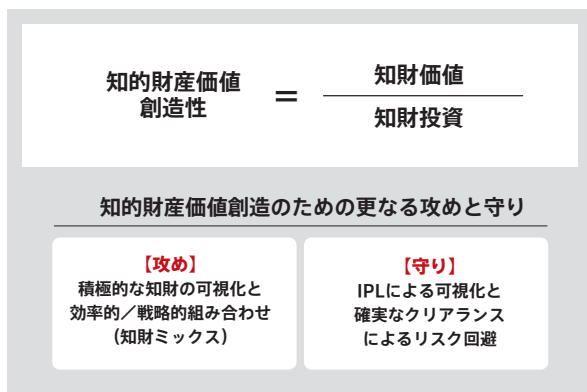 知的財産価値
創造性
=
知財価値
知財投資
知的財産価値創造のための更なる攻めと守り
【攻め】
積極的な知財の可視化と
効率的/戦略的組み合わせ
(知財ミックス)
【守り】
IPLによる可視化と
確実なクリアランス
によるリスク回避